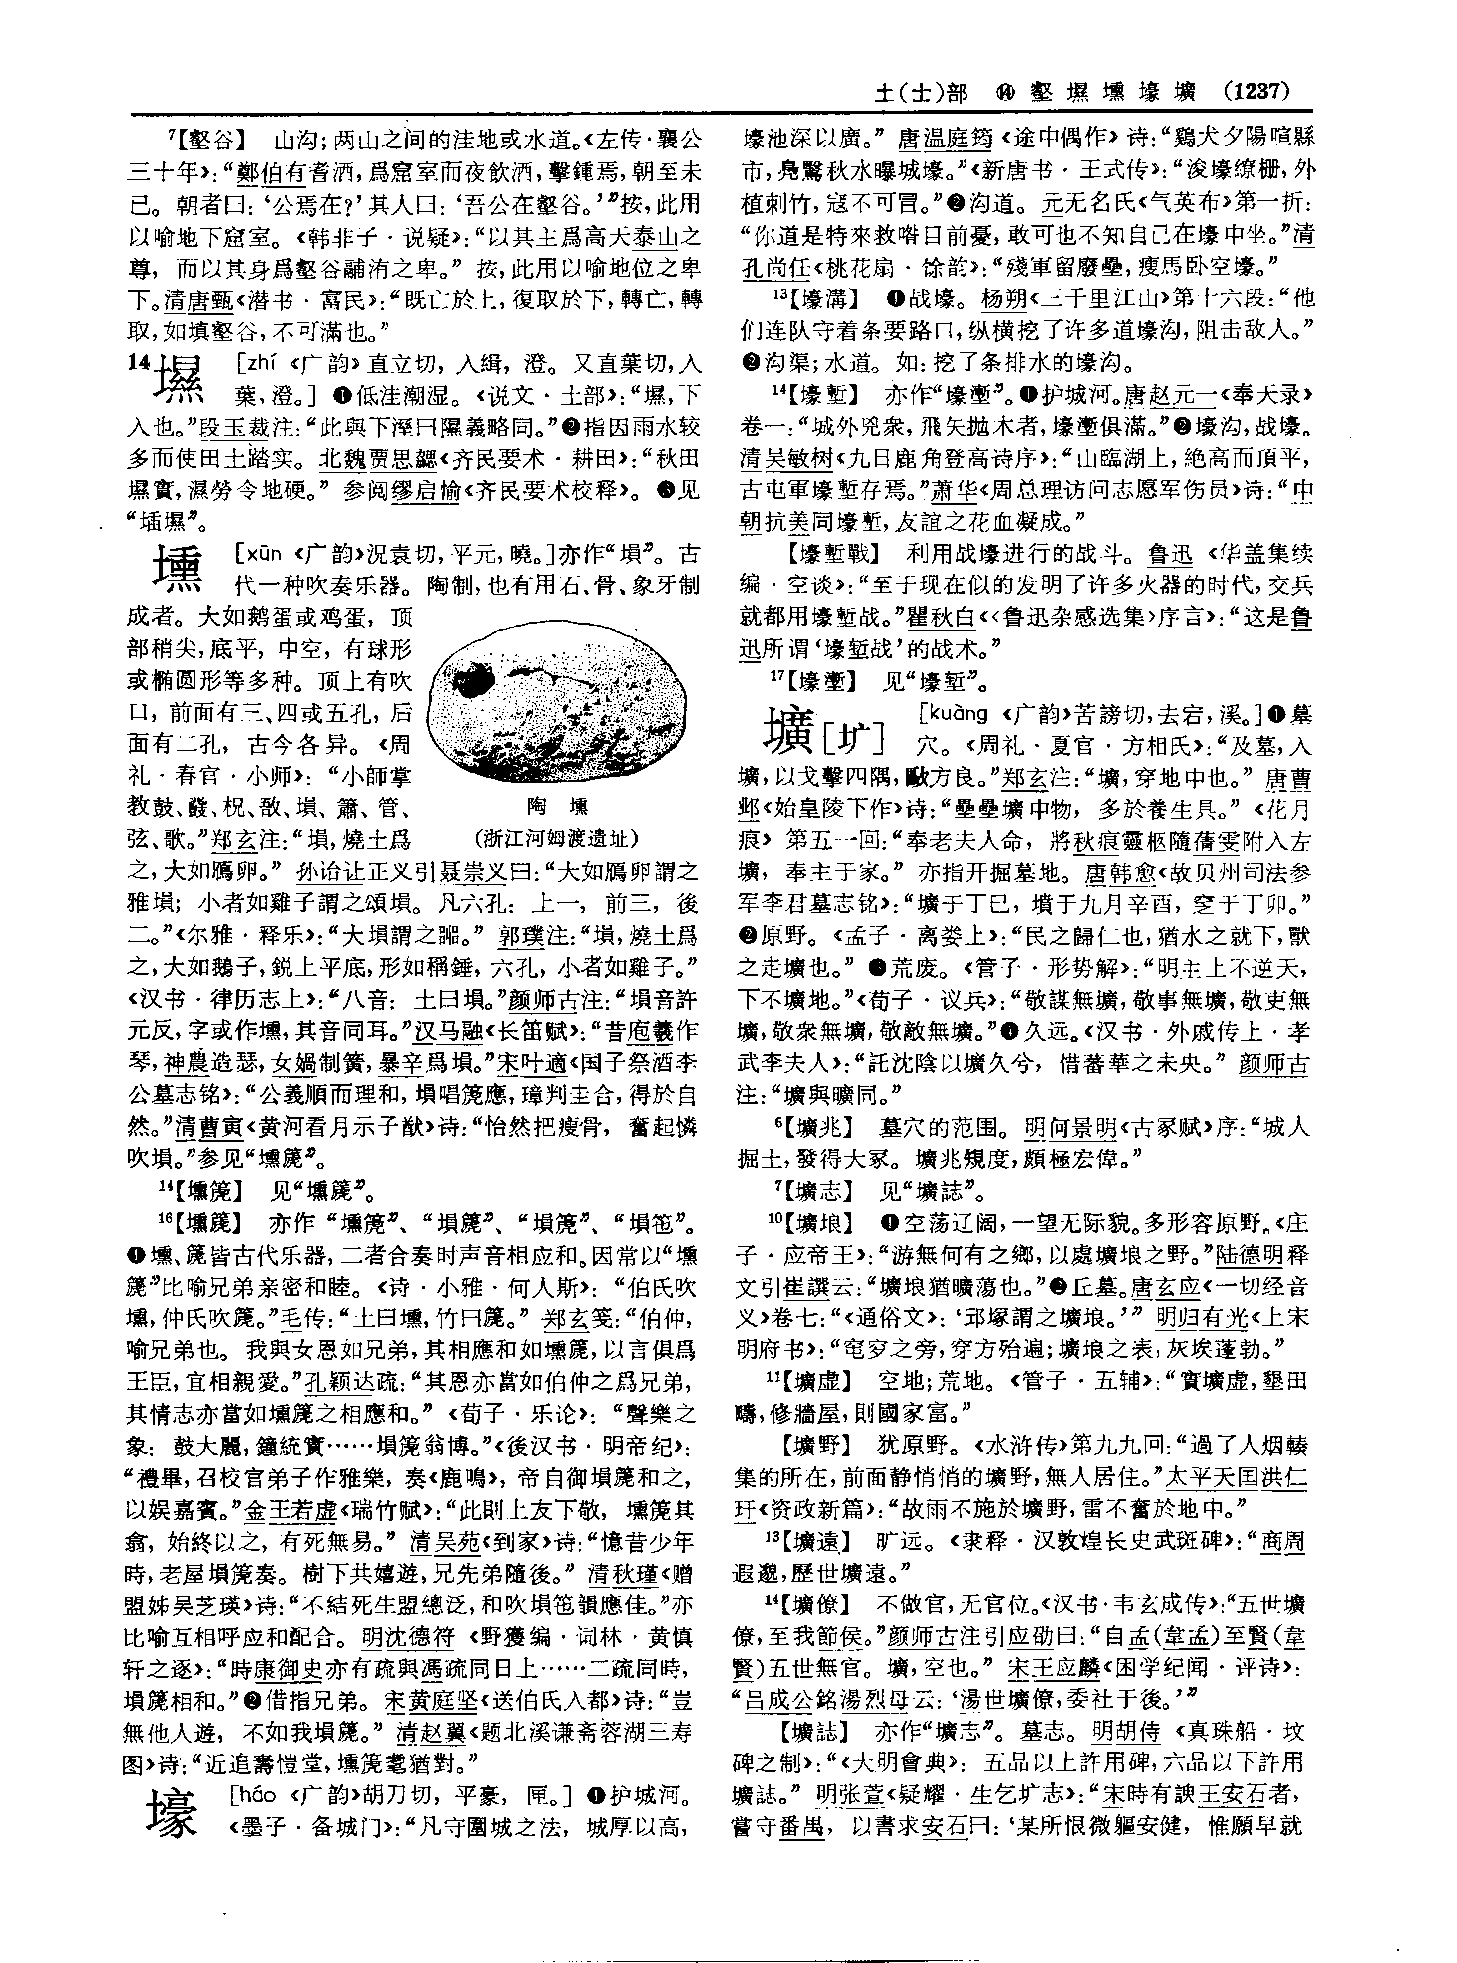 土(士)部 ⑭ 壑㙷壎壕壙 (1237)
⁷【壑谷】 山沟；两山之间的洼地或水道。《左传·襄公
三十年》：“鄭伯有耆酒，爲窟室而夜飲酒，擊鍾焉，朝至未
已。朝者曰：‘公焉在？’其人曰：‘吾公在壑谷。’”按，此用
以喻地下窟室。《韩非子·说疑》：“以其主爲高天泰山之
尊，而以其身爲壑谷鬴洧之卑。”按，此用以喻地位之卑
下。清唐甄《潜书·富民》：“既亡於上，復取於下，轉亡，轉
取，如填壑谷，不可滿也。”
14 㙷 [zhí《广韵》直立切，入緝，澄。又直葉切，入
葉，澄。] ❶低洼潮湿。《说文·土部》：“㙷，下
入也。”段玉裁注：“此與下溼曰隰義略同。”❷指因雨水较
多而使田土踏实。北魏贾思勰《齐民要术·耕田》：“秋田
㙷實，濕勞令地硬。”参阅缪启愉《齐民要术校释》。❸见
“㙮㙷”。
壎 [xūn《广韵》況袁切，平元，曉。]亦作“塤”。古
代一种吹奏乐器。陶制，也有用石、骨、象牙制
成者。大如鹅蛋或鸡蛋，顶
部稍尖，底平，中空，有球形
或椭圆形等多种。顶上有吹
口，前面有三、四或五孔，后
面有二孔，古今各异。《周
礼·春官·小师》：“小師掌
教鼓、鼗、柷、敔、塤、簫、管、
弦、歌。”郑玄注：“塤，燒土爲
陶 壎
(浙江河姆渡遗址)
之，大如鴈卵。”孙诒让正义引聂崇义曰：“大如鴈卵謂之
雅塤；小者如雞子謂之頌塤。凡六孔：上一，前三，後
二。”《尔雅·释乐》：“大塤謂之嘂。”郭璞注：“塤，燒土爲
之，大如鵝子，鋭上平底，形如稱錘，六孔，小者如雞子。”
《汉书·律历志上》：“八音：土曰塤。”颜师古注：“塤音許
元反，字或作壎，其音同耳。”汉马融《长笛赋》：“昔庖羲作
琴，神農造瑟，女媧制簧，暴辛爲塤。”宋叶適《国子祭酒李
公墓志铭》：“公義順而理和，塤唱篪應，璋判圭合，得於自
然。”清曹寅《黄河看月示子猷》诗：“怡然把瘦骨，奮起憐
吹塤。”参见“壎篪”。
¹⁴【壎箎】 见“壎篪”。
¹⁶【壎篪】 亦作“壎箎”、“塤篪”、“塤箎”、“塤竾”。
❶壎、篪皆古代乐器，二者合奏时声音相应和。因常以“壎
篪”比喻兄弟亲密和睦。《诗·小雅·何人斯》：“伯氏吹
壎，仲氏吹篪。”毛传：“土曰壎，竹曰篪。”郑玄笺：“伯仲，
喻兄弟也。我與女恩如兄弟，其相應和如壎篪，以言俱爲
王臣，宜相親愛。”孔颖达疏：“其恩亦當如伯仲之爲兄弟，
其情志亦當如壎篪之相應和。”《荀子·乐论》：“聲樂之
象：鼓大麗，鐘統實……塤箎翁博。”《後汉书·明帝纪》：
“禮畢，召校官弟子作雅樂，奏《鹿鳴》，帝自御塤篪和之，
以娱嘉賓。”金王若虚《瑞竹赋》：“此則上友下敬，壎箎其
翕，始終以之，有死無易。”清吴苑《到家》诗：“憶昔少年
時，老屋塤箎奏。樹下共嬉遊，兄先弟隨後。”清秋瑾《赠
盟姊吴芝瑛》诗：“不結死生盟總泛，和吹塤竾韻應佳。”亦
比喻互相呼应和配合。明沈德符《野獲编·词林·黄慎
轩之逐》：“時康御史亦有疏與馮疏同日上……二疏同時，
塤篪相和。”❷借指兄弟。宋黄庭坚《送伯氏入都》诗：“豈
無他人遊，不如我塤篪。”清赵翼《题北溪谦斋蓉湖三寿
图》诗：“近追壽愷堂，壎箎耄猶對。”
壕 [háo《广韵》胡刀切，平豪，匣。] ❶护城河。
《墨子·备城门》：“凡守圍城之法，城厚以高，
壕池深以廣。”唐温庭筠《途中偶作》诗：“鷄犬夕陽喧縣
市，鳧鷖秋水曝城壕。”《新唐书·王式传》：“浚壕缭栅，外
植刺竹，寇不可冒。”❷沟道。元无名氏《气英布》第一折：
“你道是特來救喒目前憂，敢可也不知自己在壕中坐。”清
孔尚任《桃花扇·馀韵》：“殘軍留廢壘，瘦馬卧空壕。”
¹³【壕溝】 ❶战壕。杨朔《三千里江山》第十六段：“他
们连队守着条要路口，纵横挖了许多道壕沟，阻击敌人。”
❷沟渠；水道。如：挖了条排水的壕沟。
¹⁴【壕塹】 亦作“壕壍”。❶护城河。唐赵元一《奉天录》
卷一：“城外兇衆，飛矢抛木者，壕壍俱滿。”❷壕沟，战壕。
清吴敏树《九日鹿角登高诗序》：“山臨湖上，絶高而頂平，
古屯軍壕塹存焉。”萧华《周总理访问志愿军伤员》诗：“中
朝抗美同壕塹，友誼之花血凝成。”
【壕塹戰】 利用战壕进行的战斗。鲁迅《华盖集续
编·空谈》：“至于现在似的发明了许多火器的时代，交兵
就都用壕堑战。”瞿秋白《〈鲁迅杂感选集〉序言》：“这是鲁
迅所谓‘壕堑战’的战术。”
¹⁷【壕壍】 见“壕塹”。
壙[圹] [kuàng《广韵》苦謗切，去宕，溪。]❶墓
穴。《周礼·夏官·方相氏》：“及墓，入
壙，以戈擊四隅，敺方良。”郑玄注：“壙，穿地中也。”唐曹
邺《始皇陵下作》诗：“壘壘壙中物，多於養生具。”《花月
痕》第五一回：“奉老夫人命，將秋痕靈柩隨蒨雯附入左
壙，奉主于家。”亦指开掘墓地。唐韩愈《故贝州司法参
军李君墓志铭》：“壙于丁巳，墳于九月辛酉，窆于丁卯。”
❷原野。《孟子·离娄上》：“民之歸仁也，猶水之就下，獸
之走壙也。”❸荒废。《管子·形势解》：“明主上不逆天，
下不壙地。”《荀子·议兵》：“敬謀無壙，敬事無壙，敬吏無
壙，敬衆無壙，敬敵無壙。”❹久远。《汉书·外戚传上·孝
武李夫人》：“託沈陰以壙久兮，惜蕃華之未央。”颜师古
注：“壙與曠同。”
⁶【壙兆】 墓穴的范围。明何景明《古冢赋》序：“城人
掘土，發得大冢。壙兆䂓度，頗極宏偉。”
⁷【壙志】 见“壙誌”。
¹⁰【壙埌】 ❶空荡辽阔，一望无际貌。多形容原野。《庄
子·应帝王》：“游無何有之鄉，以處壙埌之野。”陆德明释
文引崔譔云：“壙埌猶曠蕩也。”❷丘墓。唐玄应《一切经音
义》卷七：“《通俗文》：‘邱塚謂之壙埌。’”明归有光《上宋
明府书》：“窀穸之旁，穿方殆遍；壙埌之表，灰埃蓬勃。”
¹¹【壙虚】 空地；荒地。《管子·五辅》：“實壙虚，墾田
疇，修牆屋，則國家富。”
【壙野】 犹原野。《水浒传》第九九回：“過了人烟輳
集的所在，前面静悄悄的壙野，無人居住。”太平天国洪仁
玕《资政新篇》：“故雨不施於壙野，雷不奮於地中。”
¹³【壙遠】 旷远。《隶释·汉敦煌长史武斑碑》：“商周
遐邈，歷世壙遠。”
¹⁴【壙僚】 不做官，无官位。《汉书·韦玄成传》：“五世壙
僚，至我節侯。”颜师古注引应劭曰：“自孟(韋孟)至賢(韋
賢)五世無官。壙，空也。”宋王应麟《困学纪闻·评诗》：
“吕成公銘湯烈母云：‘湯世壙僚，委社于後。’”
【壙誌】 亦作“壙志”。墓志。明胡侍《真珠船·坟
碑之制》：“《大明會典》：五品以上許用碑，六品以下許用
壙誌。”明张萱《疑耀·生乞圹志》：“宋時有諛王安石者，
嘗守番禺，以書求安石曰：‘某所恨微軀安健，惟願早就